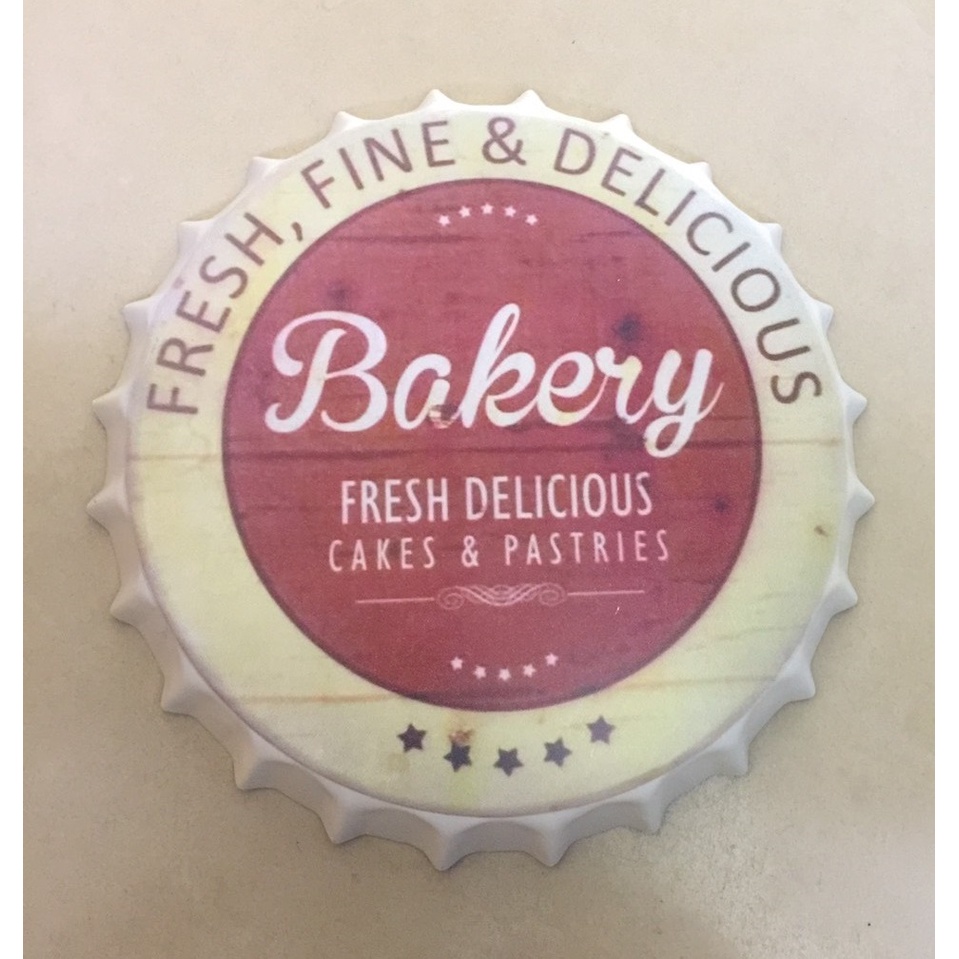 FRESH, FINE & DELICIOUS
Bakery
FRESH DELICIOUS
CAKES & PASTRIES